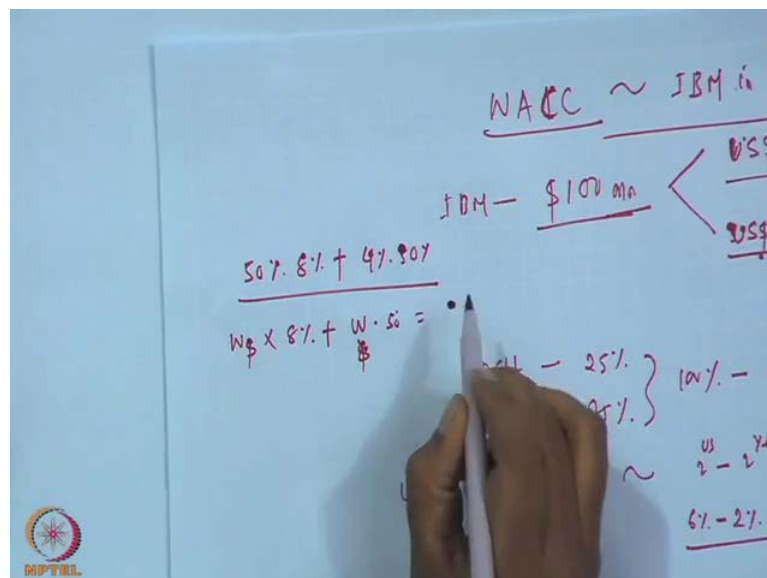 WACC ~ IBM in
IBM - $100 mn < US$
US$
50%. 8% + 4%. 50%
W$ x 8% + W$ . 50 =
- 25% } 100% -
25%
~ 2^US - 2
6% - 2%
NPTEL